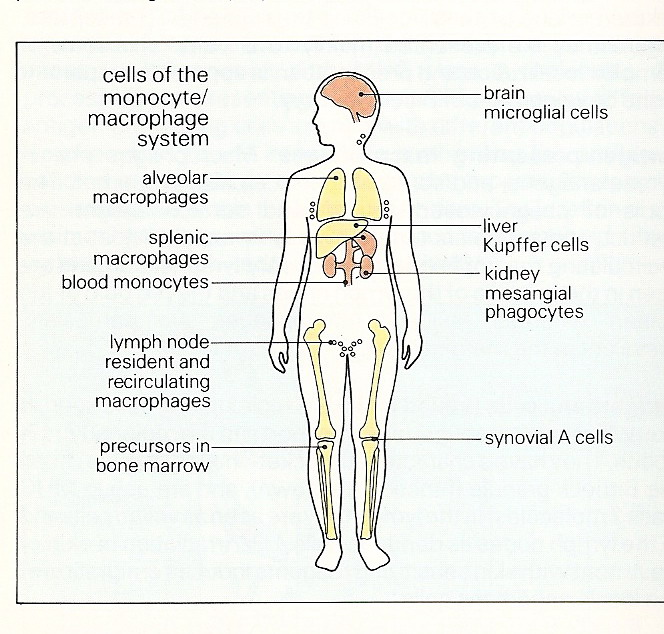 cells of the
monocyte/
macrophage
system
brain
microglial cells
alveolar
macrophages
liver
Kupffer cells
splenic
macrophages
kidney
mesangial
phagocytes
blood monocytes
lymph node
resident and
recirculating
macrophages
synovial A cells
precursors in
bone marrow